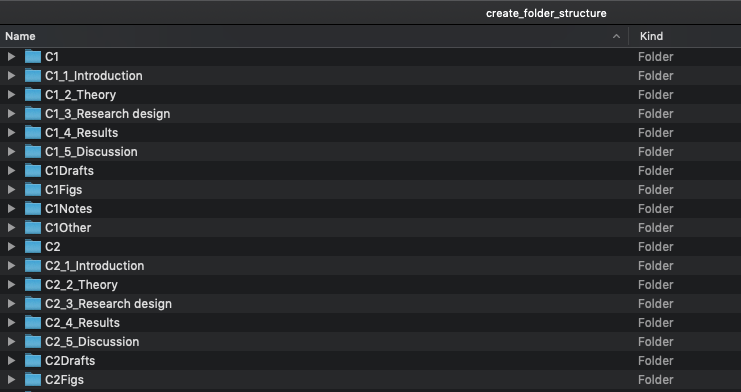 create_folder_structure
Name Kind
C1 Folder
C1_1_Introduction Folder
C1_2_Theory Folder
C1_3_Research design Folder
C1_4_Results Folder
C1_5_Discussion Folder
C1Drafts Folder
C1Figs Folder
C1Notes Folder
C1Other Folder
C2 Folder
C2_1_Introduction Folder
C2_2_Theory Folder
C2_3_Research design Folder
C2_4_Results Folder
C2_5_Discussion Folder
C2Drafts Folder
C2Figs Folder